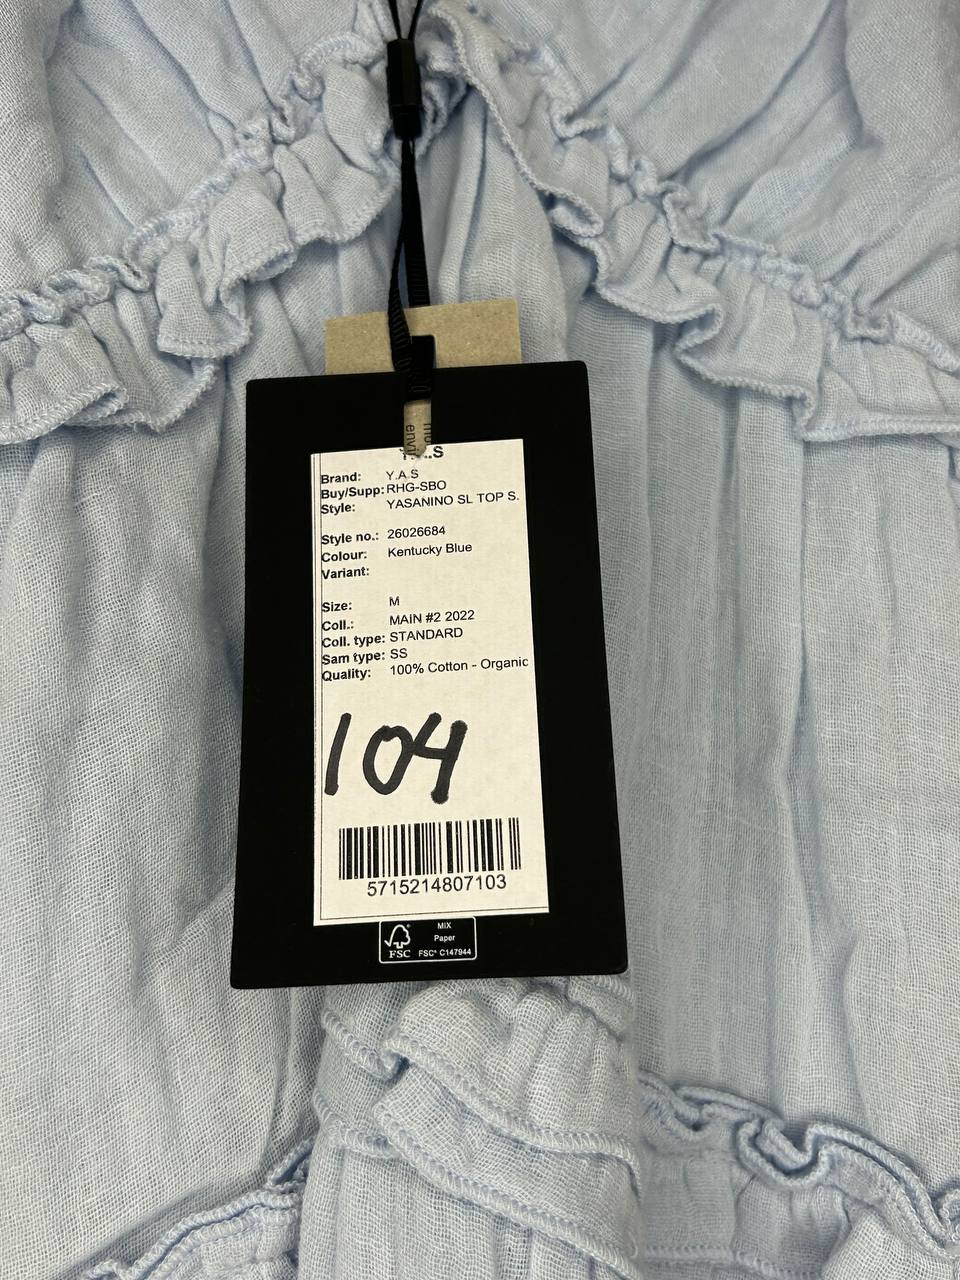 Y.A.S
Brand: Y.A.S
Buy/Supp: RHG-SBO
Style: YASANINO SL TOP S.
Style no.: 26026684
Colour: Kentucky Blue
Variant:
Size: M
Coll.: MAIN #2 2022
Coll. type: STANDARD
Sam type: SS
Quality: 100% Cotton - Organic
104
5715214807103
FSC
MIX
Paper
FSC® C147944